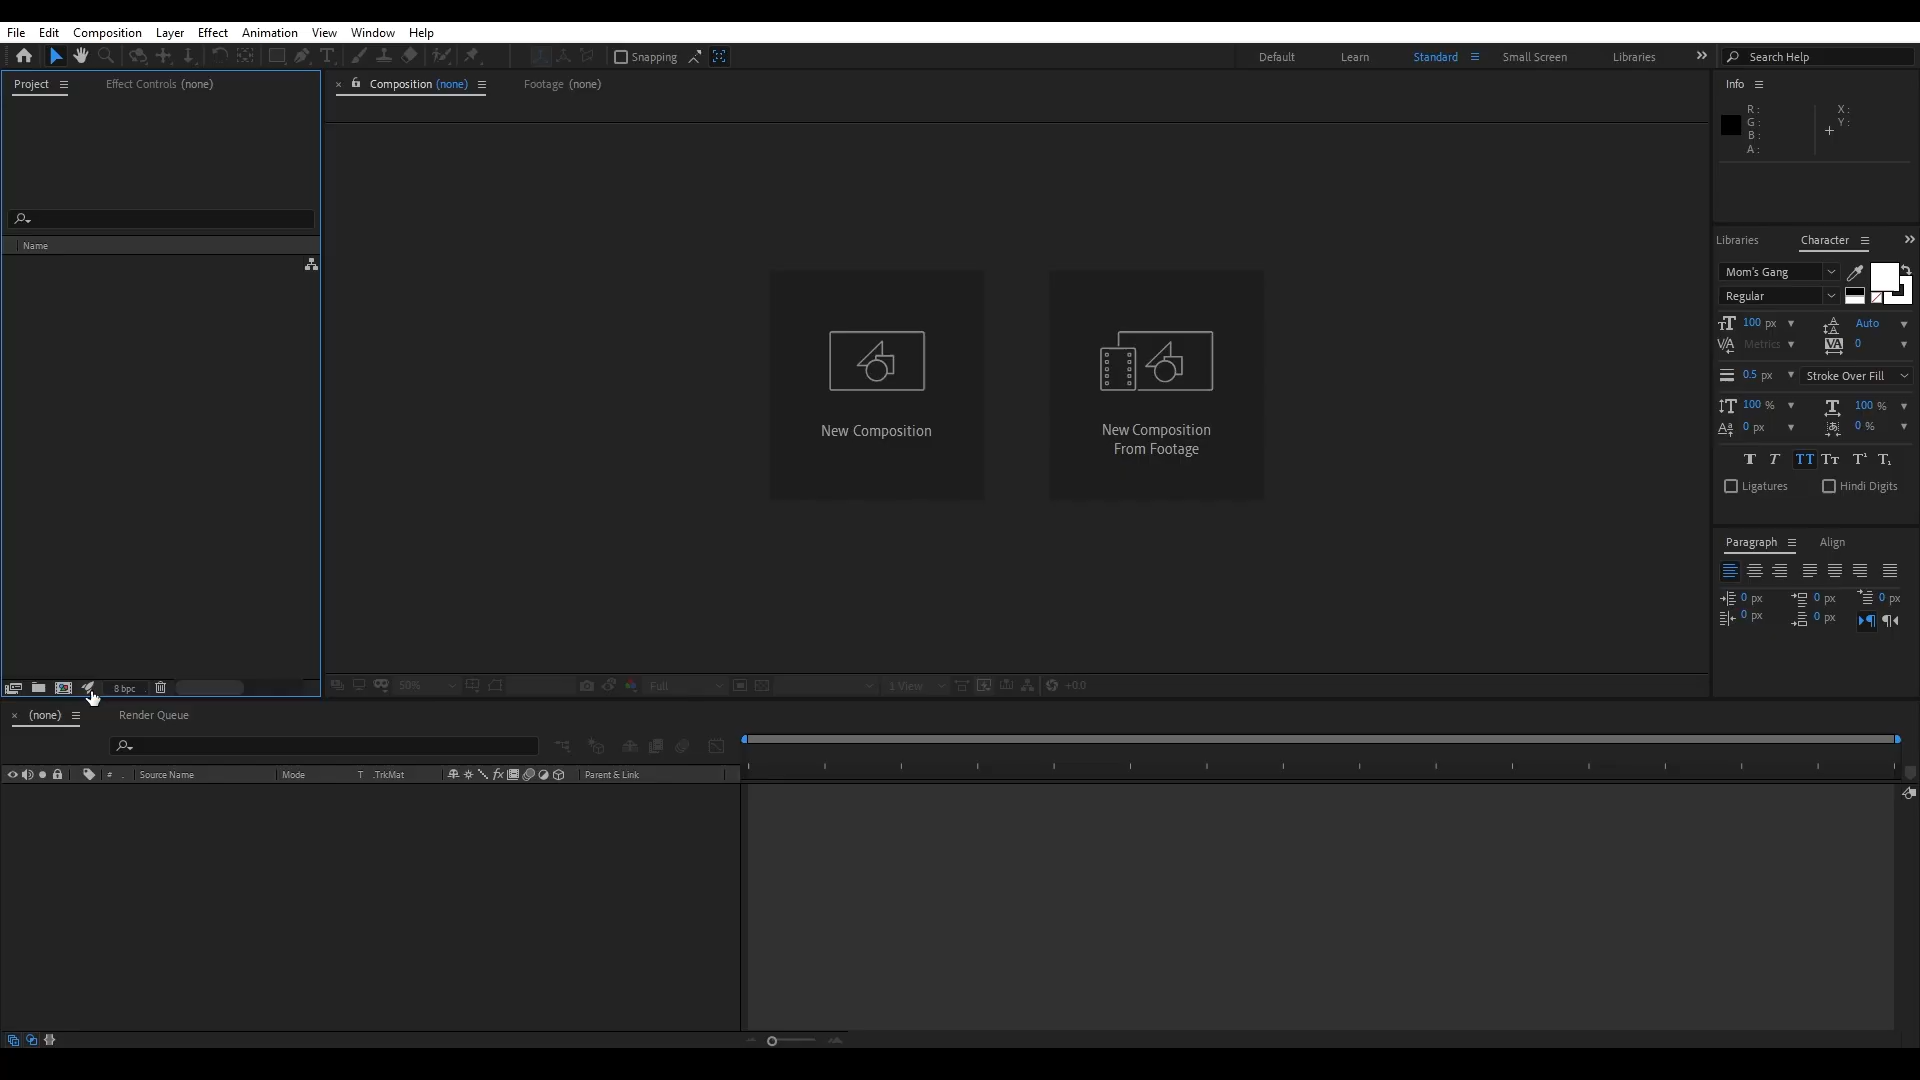 File Edit Composition Layer Effect Animation View Window Help
Snapping
Default Learn Standard Small Screen Libraries
Search Help
Project Effect Controls (none)
Composition (none) Footage (none)
Info
R :
G :
B :
A :
X :
Y :
Name
New Composition
New Composition
From Footage
Libraries Character
Mom's Gang
Regular
100 px Auto
Metrics 0
0.5 px Stroke Over Fill
100 % 100 %
0 px 0 %
Ligatures Hindi Digits
Paragraph Align
0 px 0 px 0 px
0 px 0 px
8 bpc
50% Full 1 View +0.0
(none) Render Queue
# Source Name Mode T .TrkMat fx Parent & Link